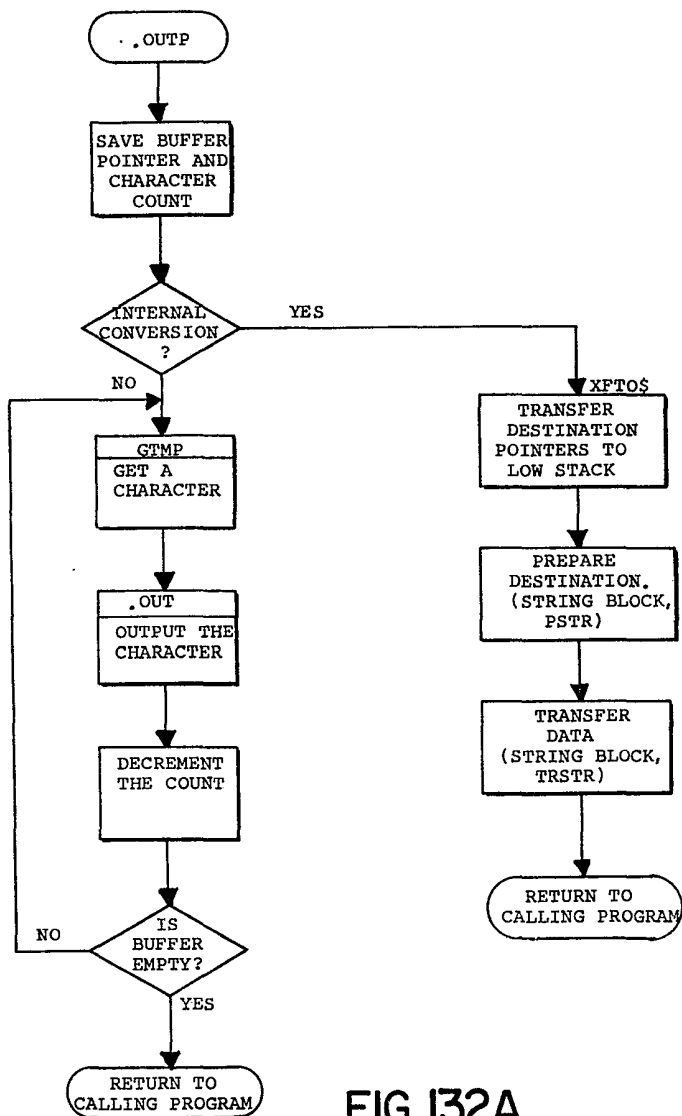 .OUTP
SAVE BUFFER
POINTER AND
CHARACTER
COUNT
INTERNAL
CONVERSION
?
YES
NO
XFTO$
TRANSFER
DESTINATION
POINTERS TO
LOW STACK
GTMP
GET A
CHARACTER
PREPARE
DESTINATION.
(STRING BLOCK,
PSTR)
.OUT
OUTPUT THE
CHARACTER
TRANSFER
DATA
(STRING BLOCK,
TRSTR)
DECREMENT
THE COUNT
RETURN TO
CALLING PROGRAM
IS
BUFFER
EMPTY?
NO
YES
RETURN TO
CALLING PROGRAM
FIG 132A